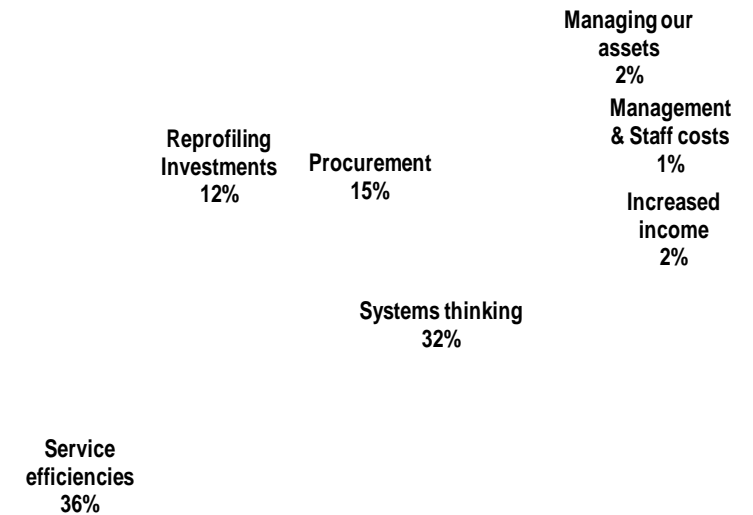 Managing our
assets
2%
Management
& Staff costs
1%
Reprofiling
Investments
12%
Procurement
15%
Increased
income
2%
Systems thinking
32%
Service
efficiencies
36%